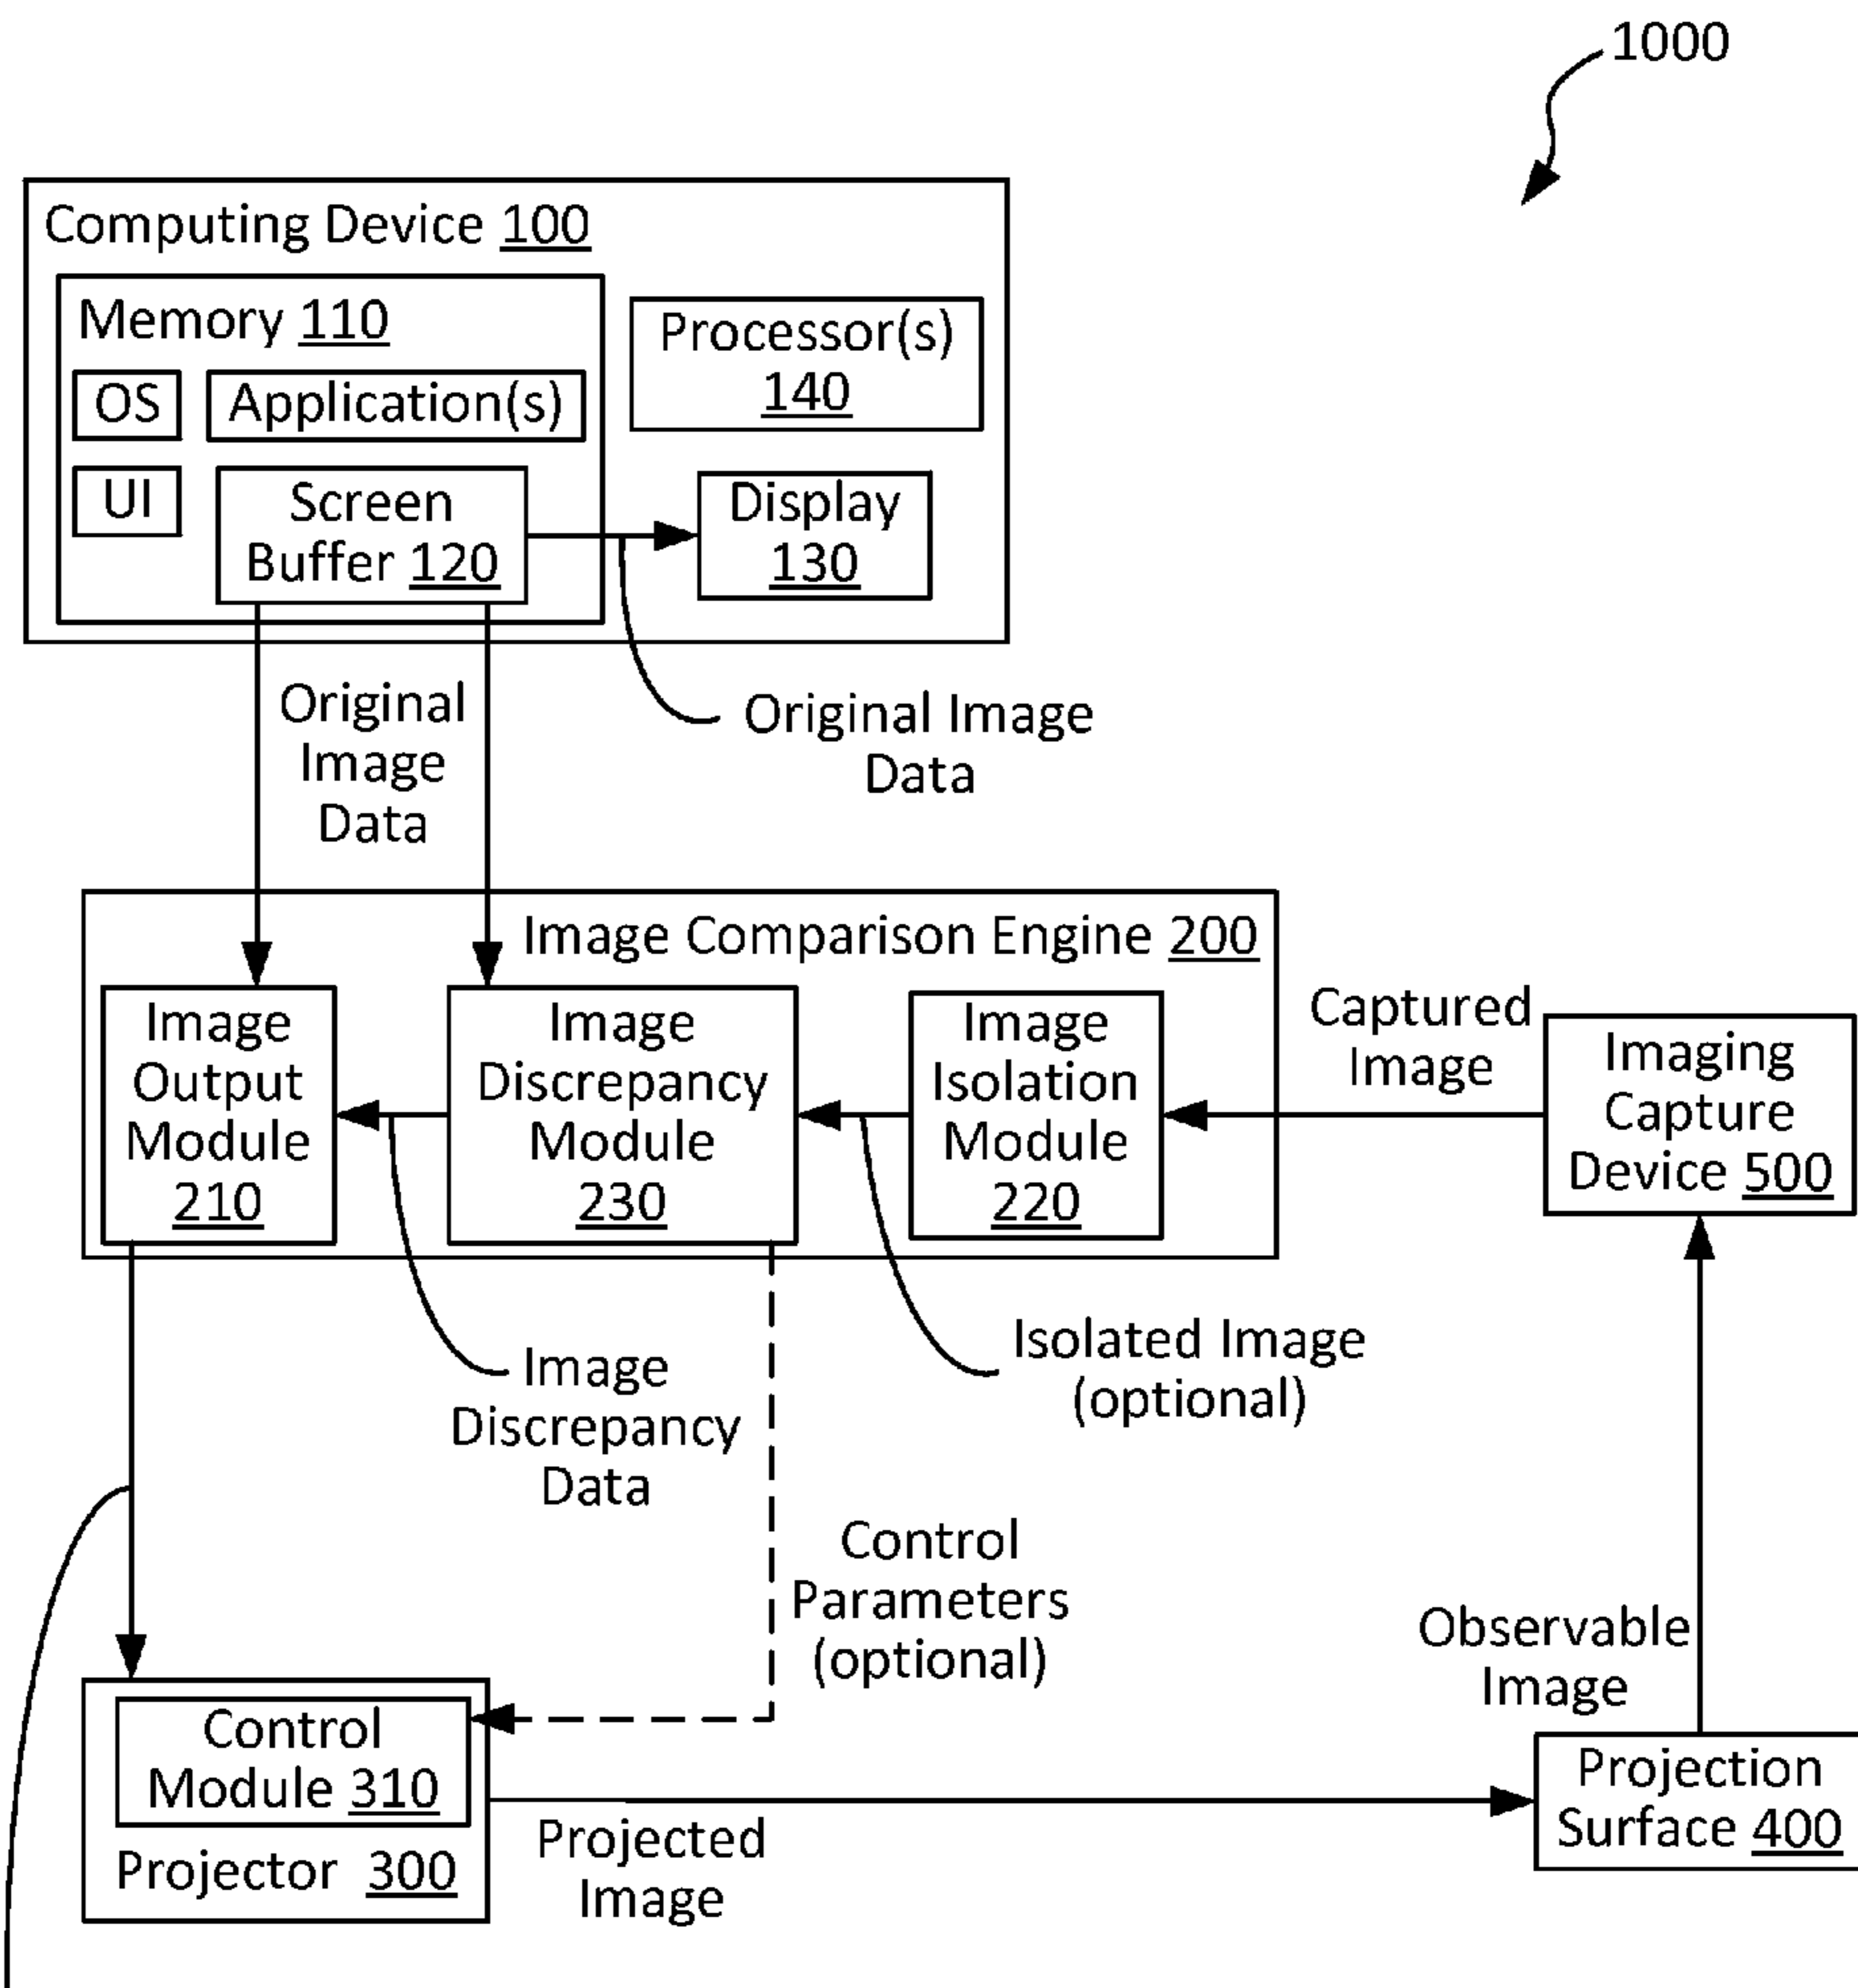 1000
Computing Device 100
Memory 110
Processor(s)
140
OS
Application(s)
UI
Screen
Buffer 120
Display
130
Original
Image
Data
Original Image
Data
Image Comparison Engine 200
Image
Output
Module
210
Image
Discrepancy
Module
230
Image
Isolation
Module
220
Captured
Image
Imaging
Capture
Device 500
Image
Discrepancy
Data
Isolated Image
(optional)
Control
Parameters
(optional)
Observable
Image
Control
Module 310
Projector 300
Projected
Image
Projection
Surface 400